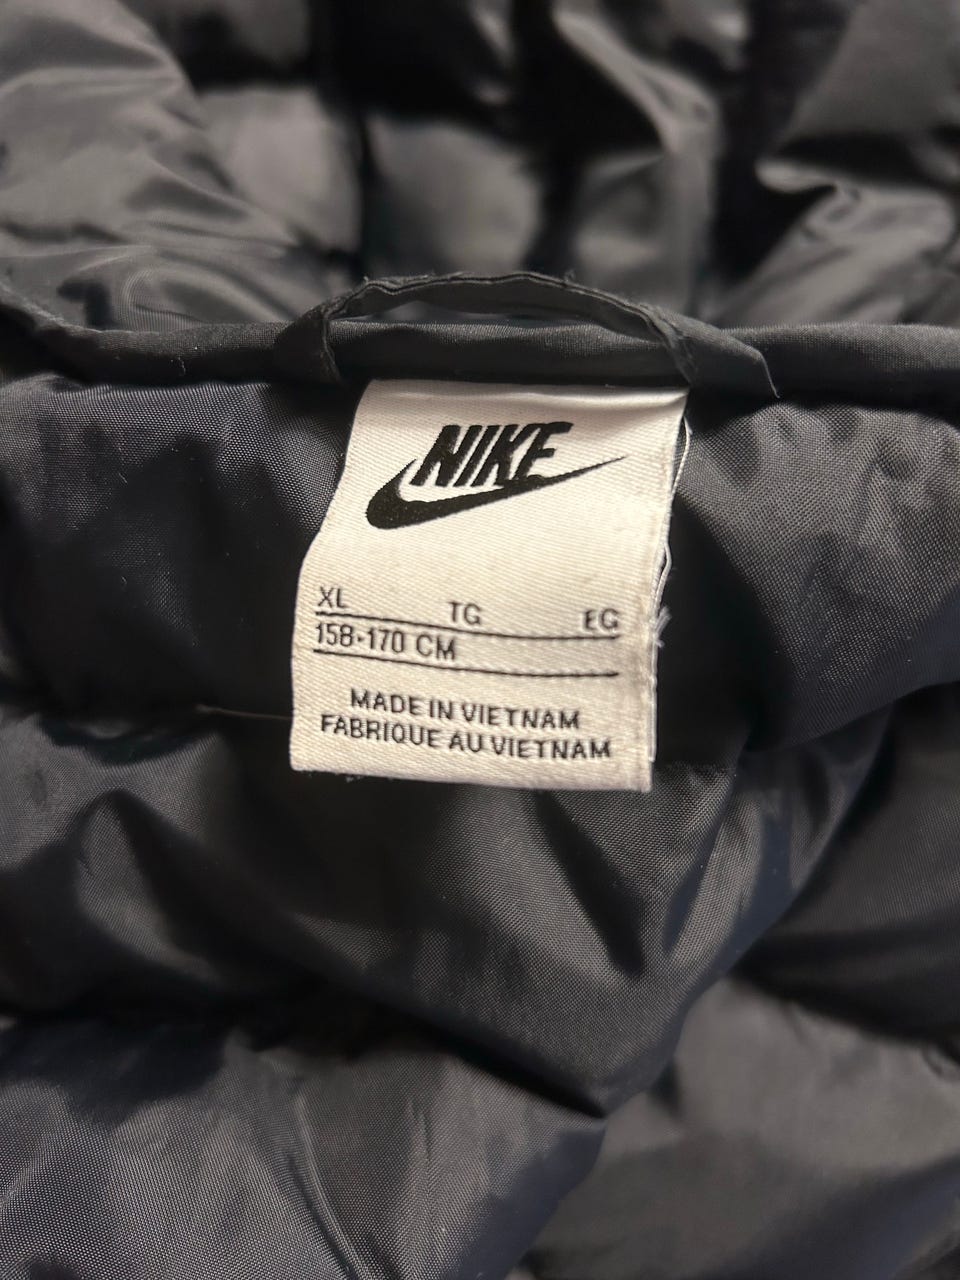 NIKE
XL TG EG
158-170 CM
MADE IN VIETNAM
FABRIQUE AU VIETNAM